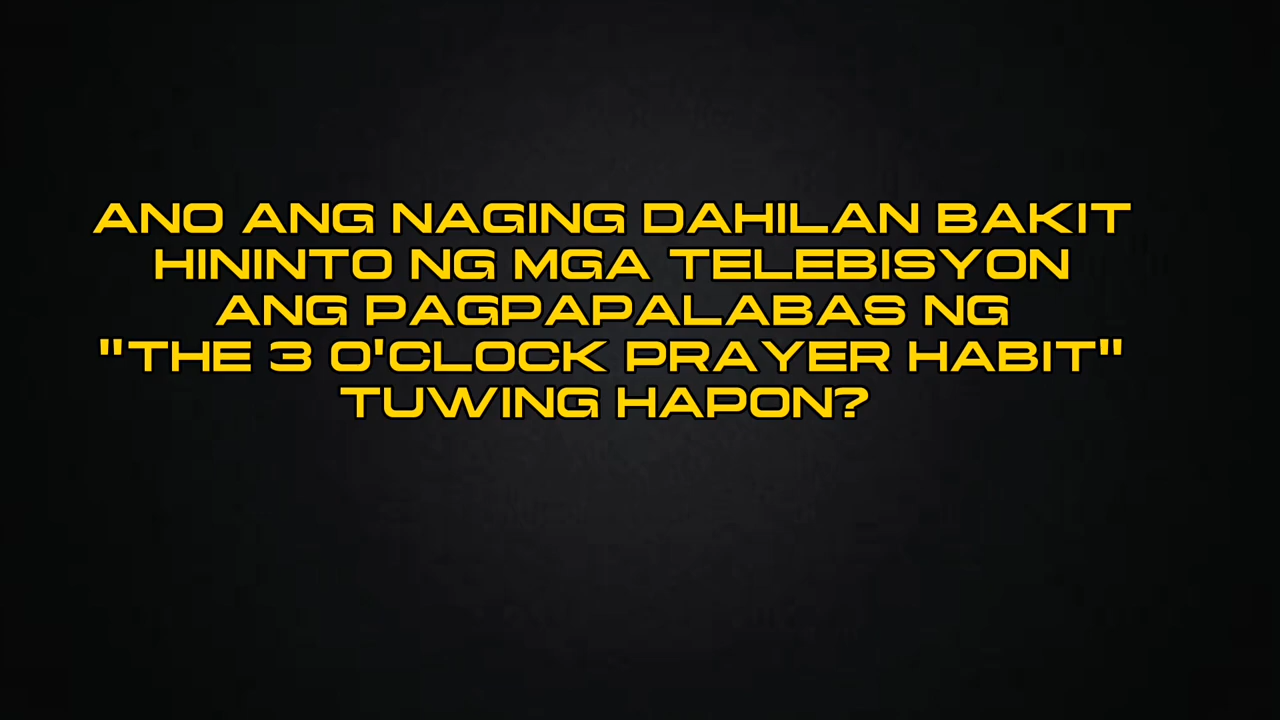 ANO ANG NAGING DAHILAN BAKIT
HININTO NG MGA TELEBISYON
ANG PAGPAPALABAS NG
"THE 3 O'CLOCK PRAYER HABIT"
TUWING HAPON?